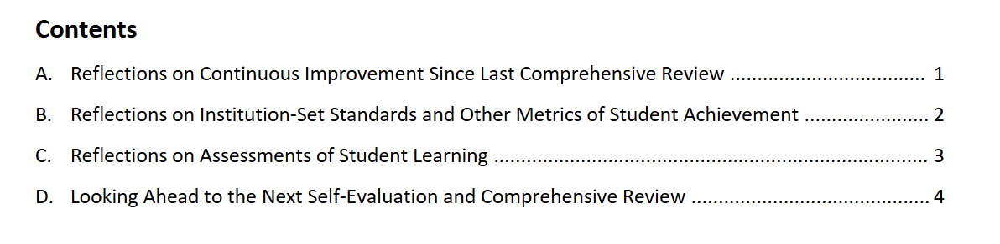 Contents
A. Reflections on Continuous Improvement Since Last Comprehensive Review .................................... 1
B. Reflections on Institution-Set Standards and Other Metrics of Student Achievement ....................... 2
C. Reflections on Assessments of Student Learning ................................................................................ 3
D. Looking Ahead to the Next Self-Evaluation and Comprehensive Review ............................................ 4